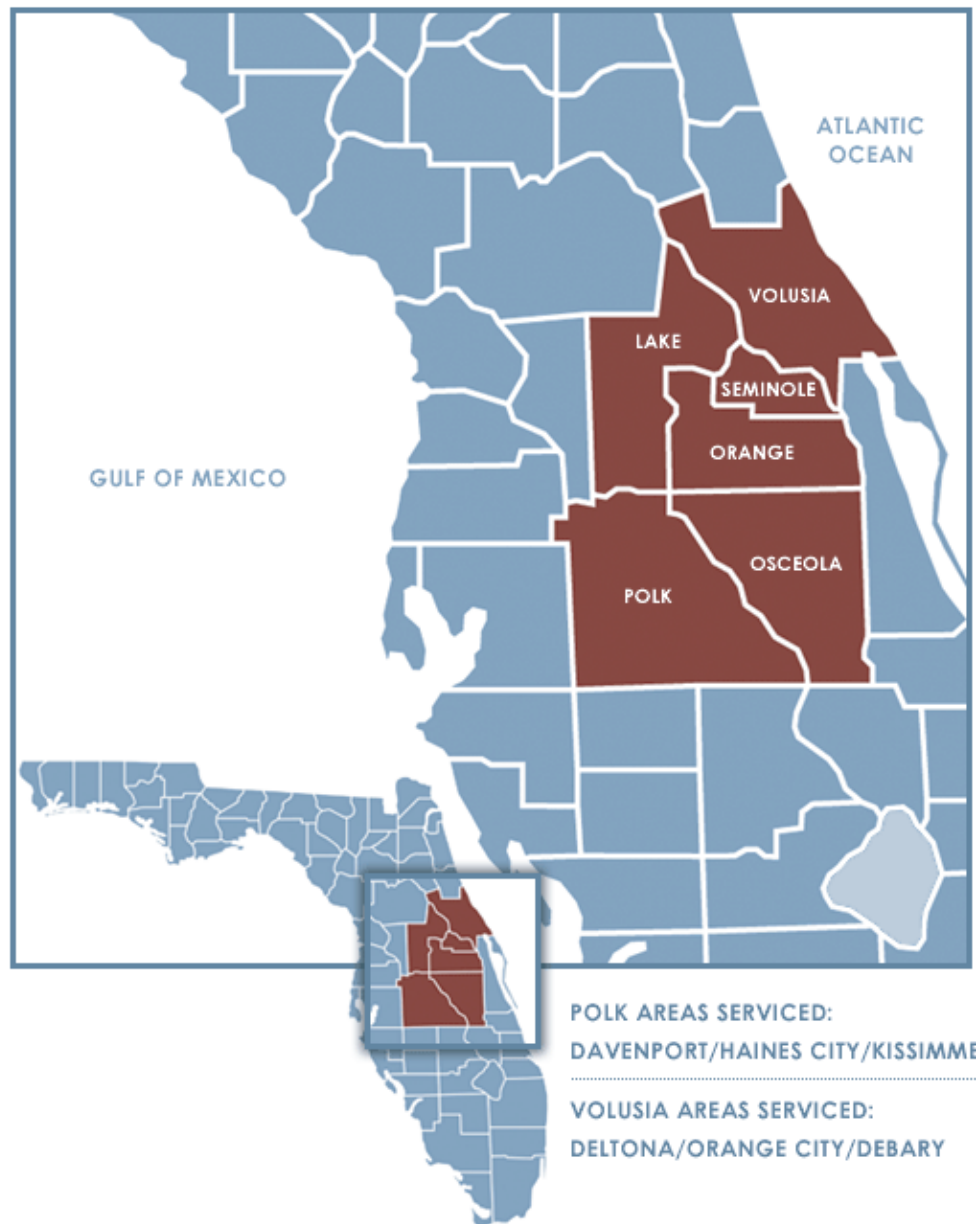 ATLANTIC
OCEAN
VOLUSIA
LAKE
SEMINOLE
ORANGE
GULF OF MEXICO
OSCEOLA
POLK
POLK AREAS SERVICED:
DAVENPORT/HAINES CITY/KISSIMME
VOLUSIA AREAS SERVICED:
DELTONA/ORANGE CITY/DEBARY